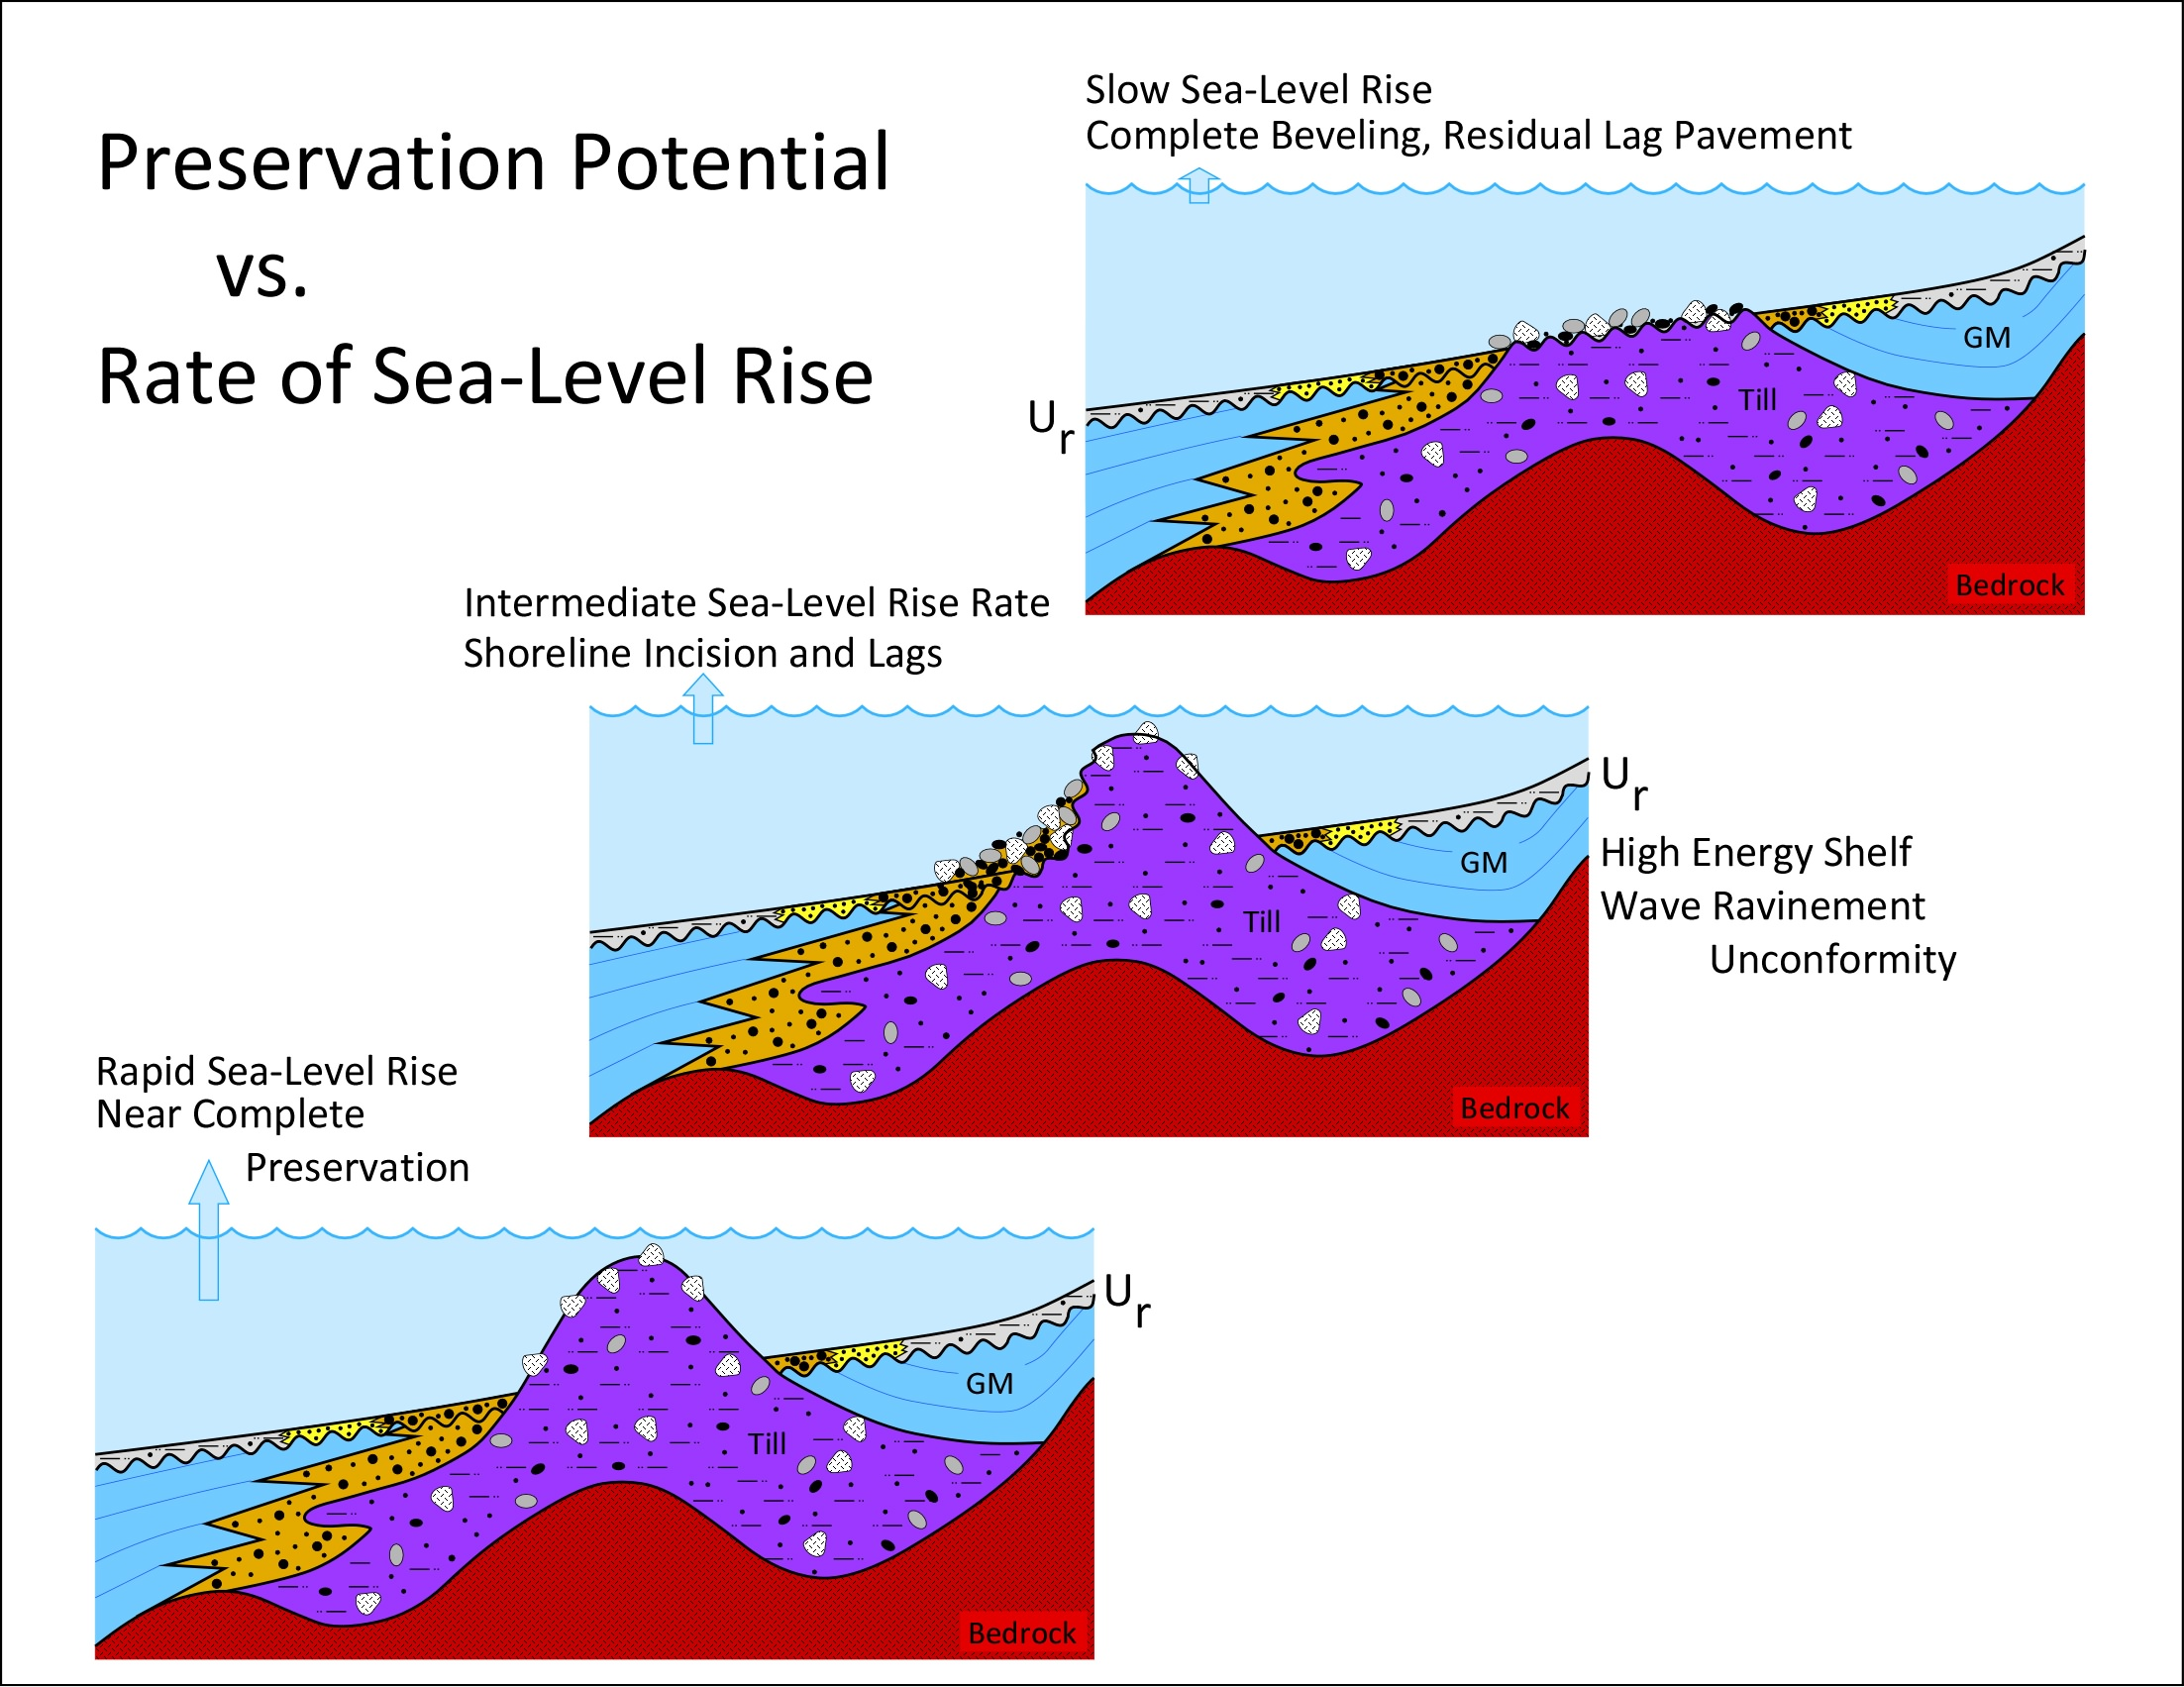 Preservation Potential
vs.
Rate of Sea-Level Rise
Slow Sea-Level Rise
Complete Beveling, Residual Lag Pavement
Ur
GM
Till
Bedrock
Intermediate Sea-Level Rise Rate
Shoreline Incision and Lags
Ur
High Energy Shelf
Wave Ravinement
Unconformity
GM
Till
Bedrock
Rapid Sea-Level Rise
Near Complete
Preservation
Ur
GM
Till
Bedrock